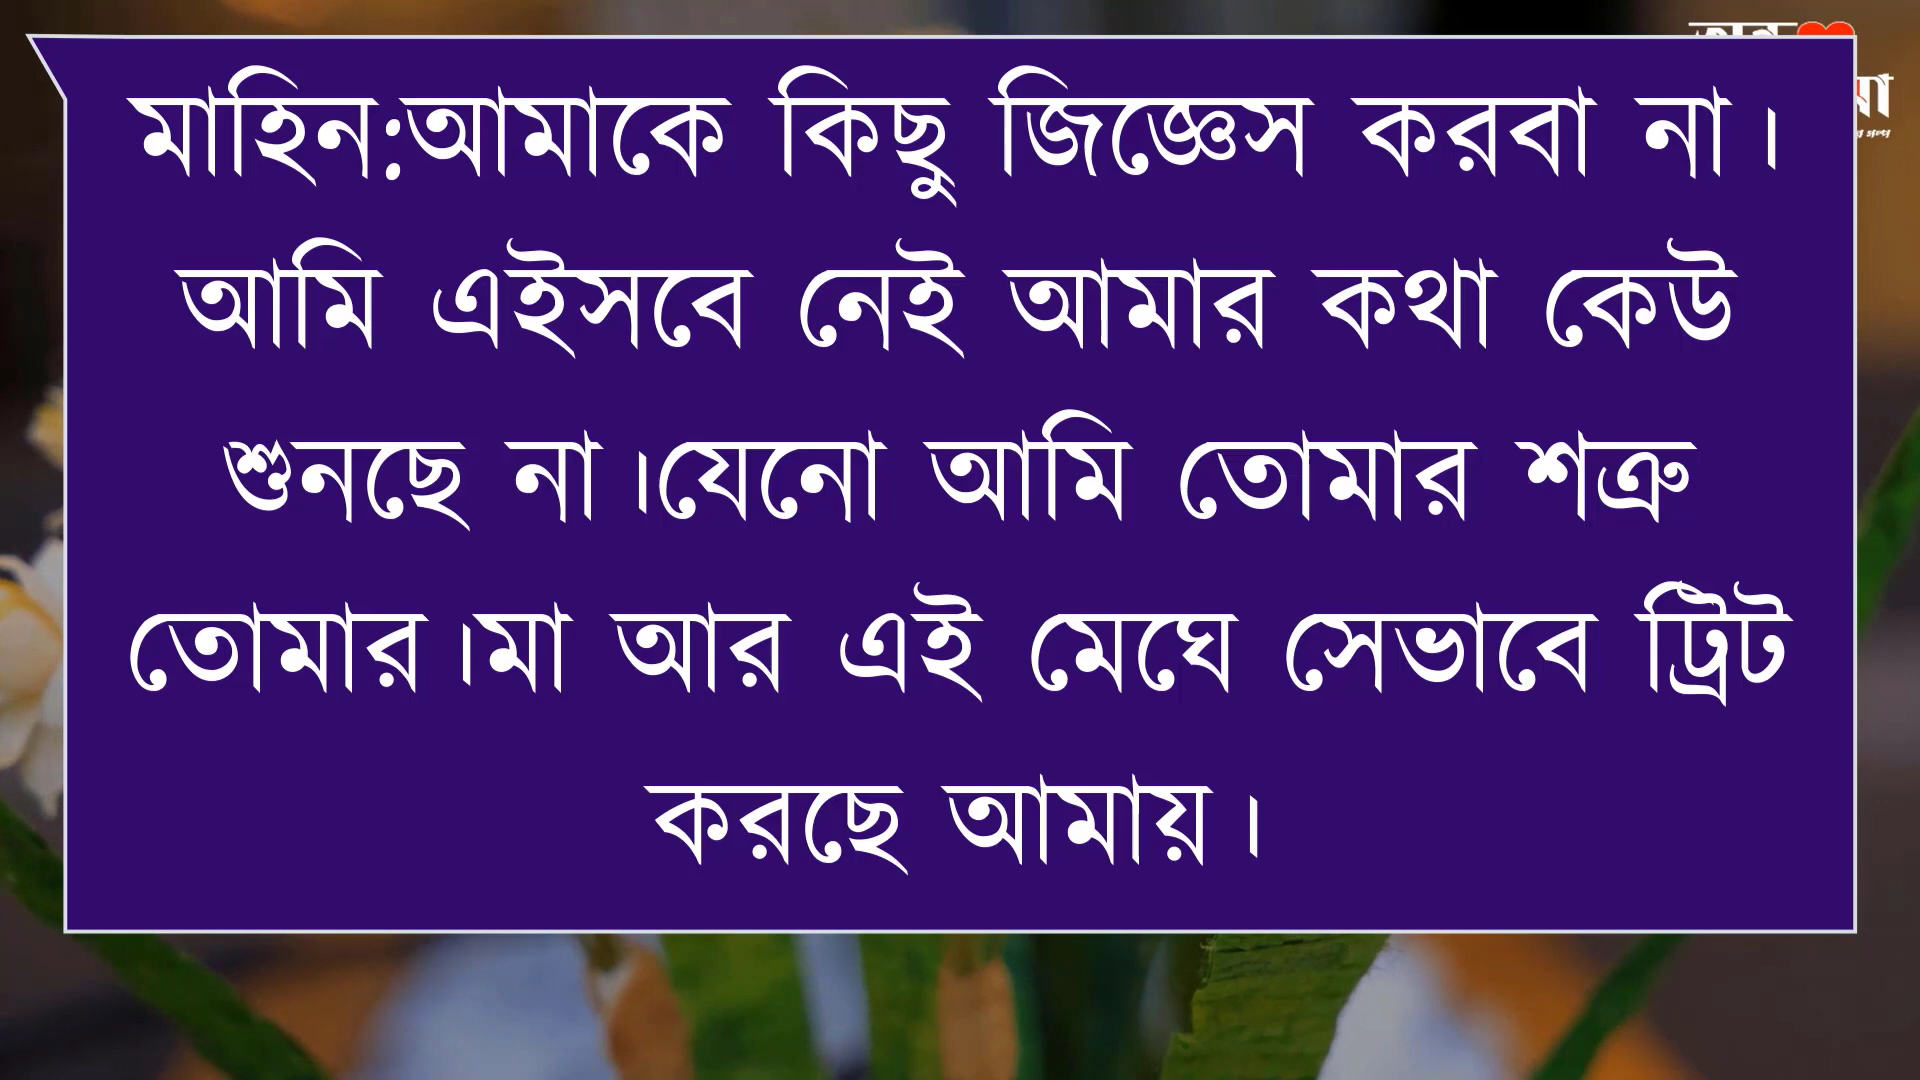 মাহিন:আমাকে কিছু জিজ্ঞেস করবা না।
আমি এইসবে নেই আমার কথা কেউ
শুনছে না।যেনো আমি তোমার শত্রু
তোমার।মা আর এই মেঘে সেভাবে ট্রিট
করছে আমায়।